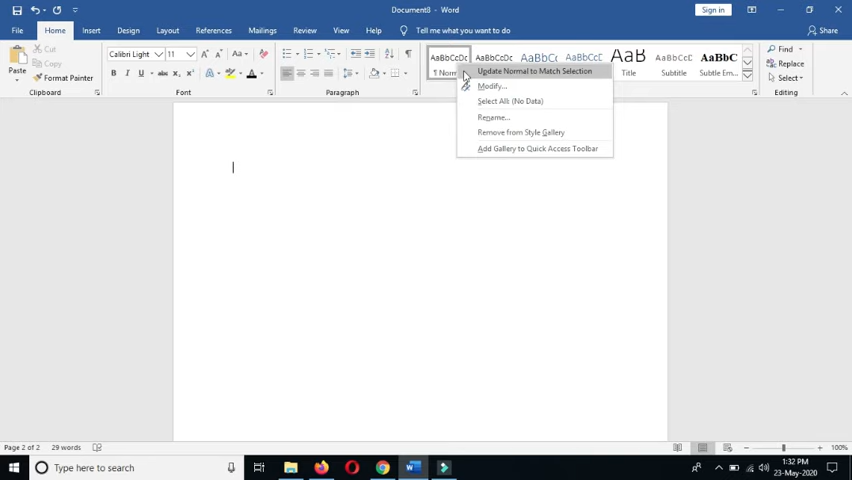 Document8 - Word
Sign in
File Home Insert Design Layout References Mailings Review View Help Tell me what you want to do Share
Cut
Copy
Paste
Format Painter
Clipboard
Calibri Light 11
Font
Paragraph
AaBbCcDc AaBbCcDc AaBbCc AaBbCcD AaB AaBbCcD AaBbC
¶ Norm Title Subtitle Subtle Em...
Find
Replace
Select
Editing
Update Normal to Match Selection
Modify...
Select All: (No Data)
Rename...
Remove from Style Gallery
Add Gallery to Quick Access Toolbar
Page 2 of 2 29 words 100%
Type here to search
1:32 PM
23-May-2020